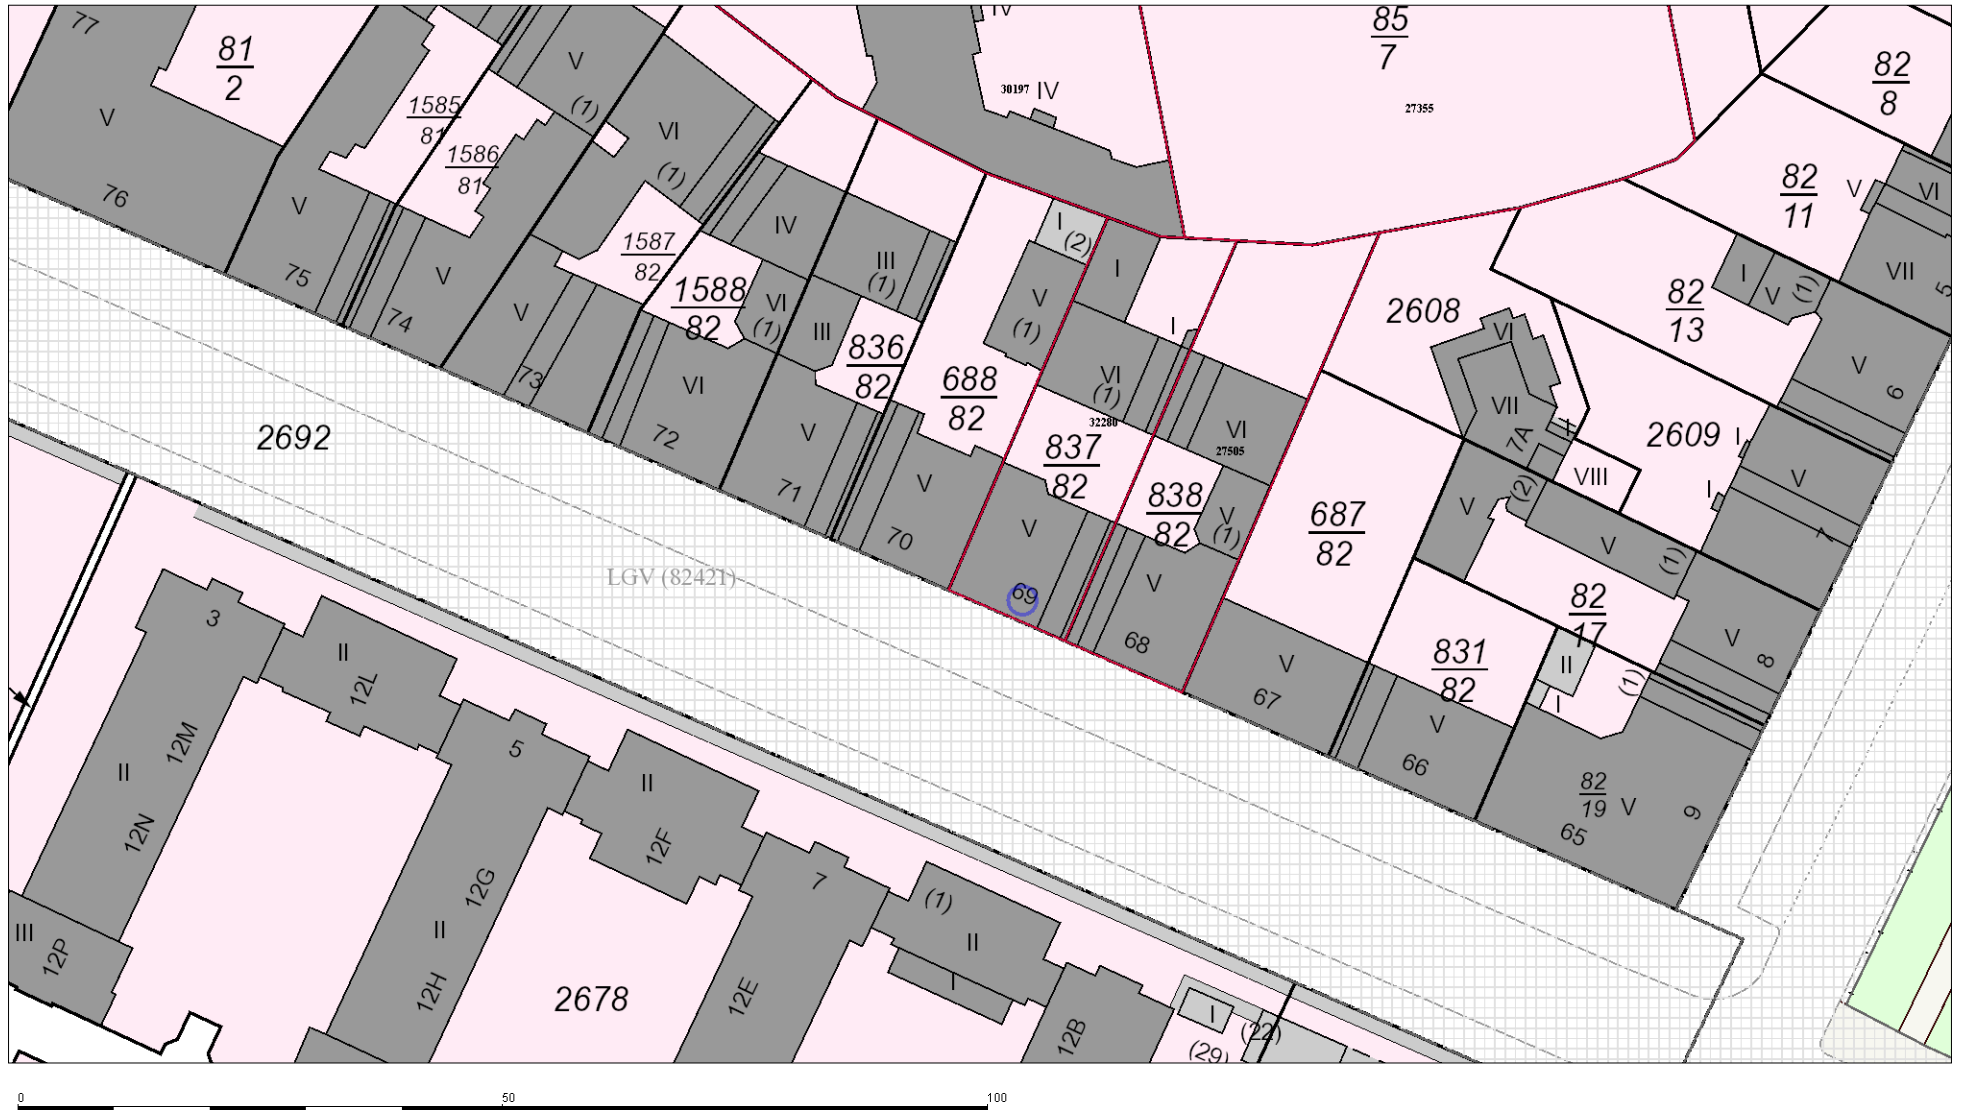 77
81
2
V
V
(1)
1585
81
1586
81
VI
(1)
IV
30197 IV
85
7
27355
82
8
82
11
V
VI
VII
5
76
V
75
74
V
1587
82
1588
82
IV
VI
(1)
III
(1)
III
836
82
I
(2)
V
(1)
I
I
2608
VI
VII
7A
I
82
13
I
V
(1)
V
6
V
73
VI
72
V
71
688
82
VI
(1)
32280
837
82
VI
27505
838
82
V
(1)
687
82
2609
I
I
VIII
V
7
2692
V
70
V
69
V
68
V
(2)
V
(1)
82
17
LGV (82421)
V
67
831
82
II
I
(1)
V
8
V
66
82
19
V
65
9
3
II
12L
12M
II
12N
III
12P
5
II
12F
12G
II
12H
2678
7
(1)
II
I
12E
12B
I
(22)
(29)
0 50 100